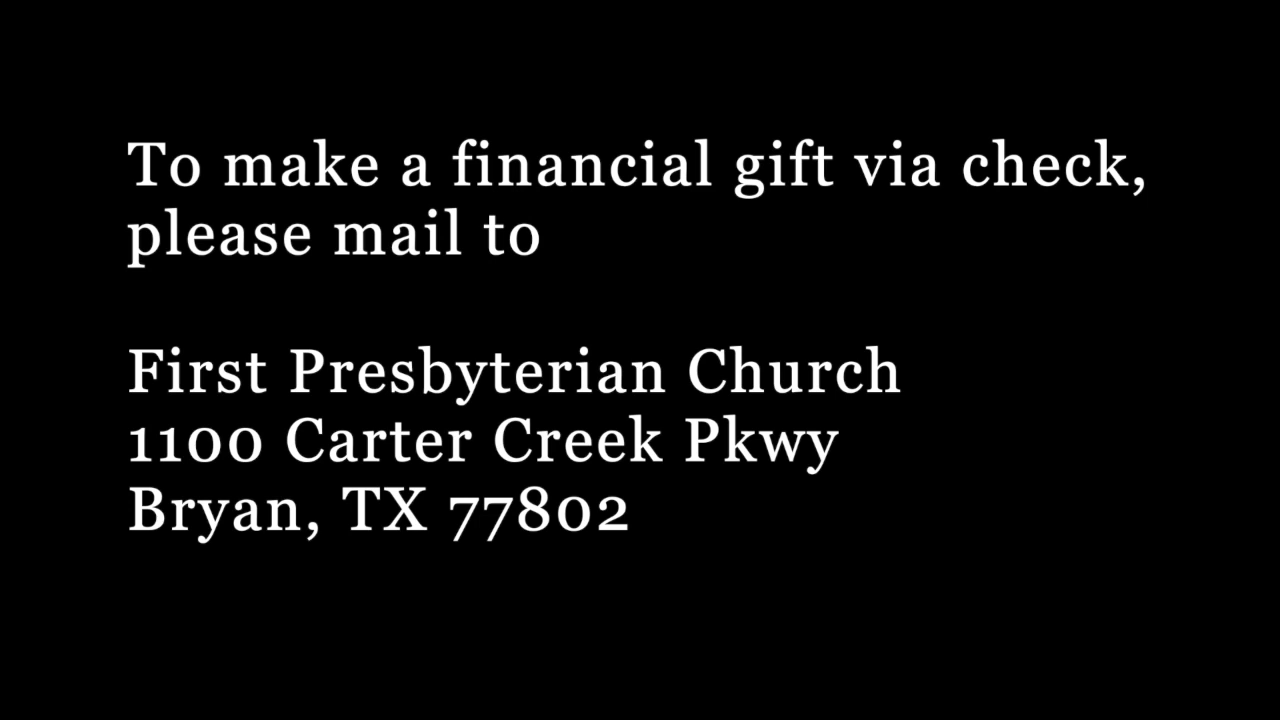 To make a financial gift via check,
please mail to
First Presbyterian Church
1100 Carter Creek Pkwy
Bryan, TX 77802